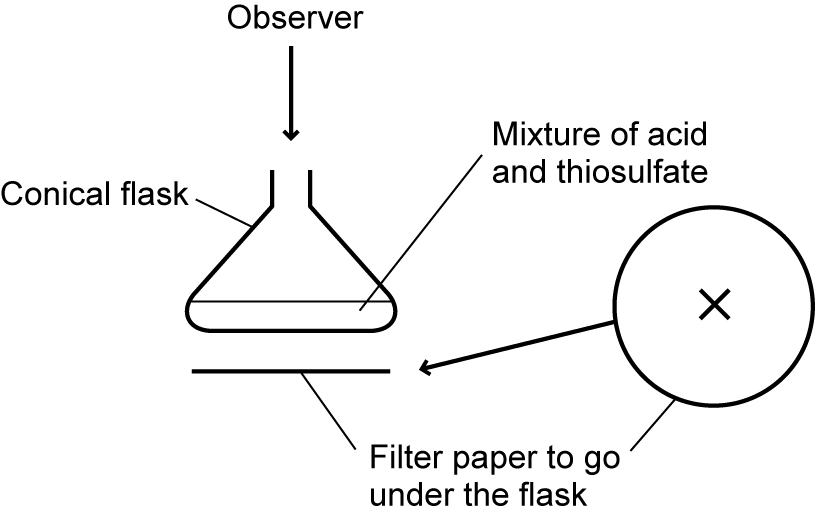 Observer
Mixture of acid
and thiosulfate
Conical flask
Filter paper to go
under the flask